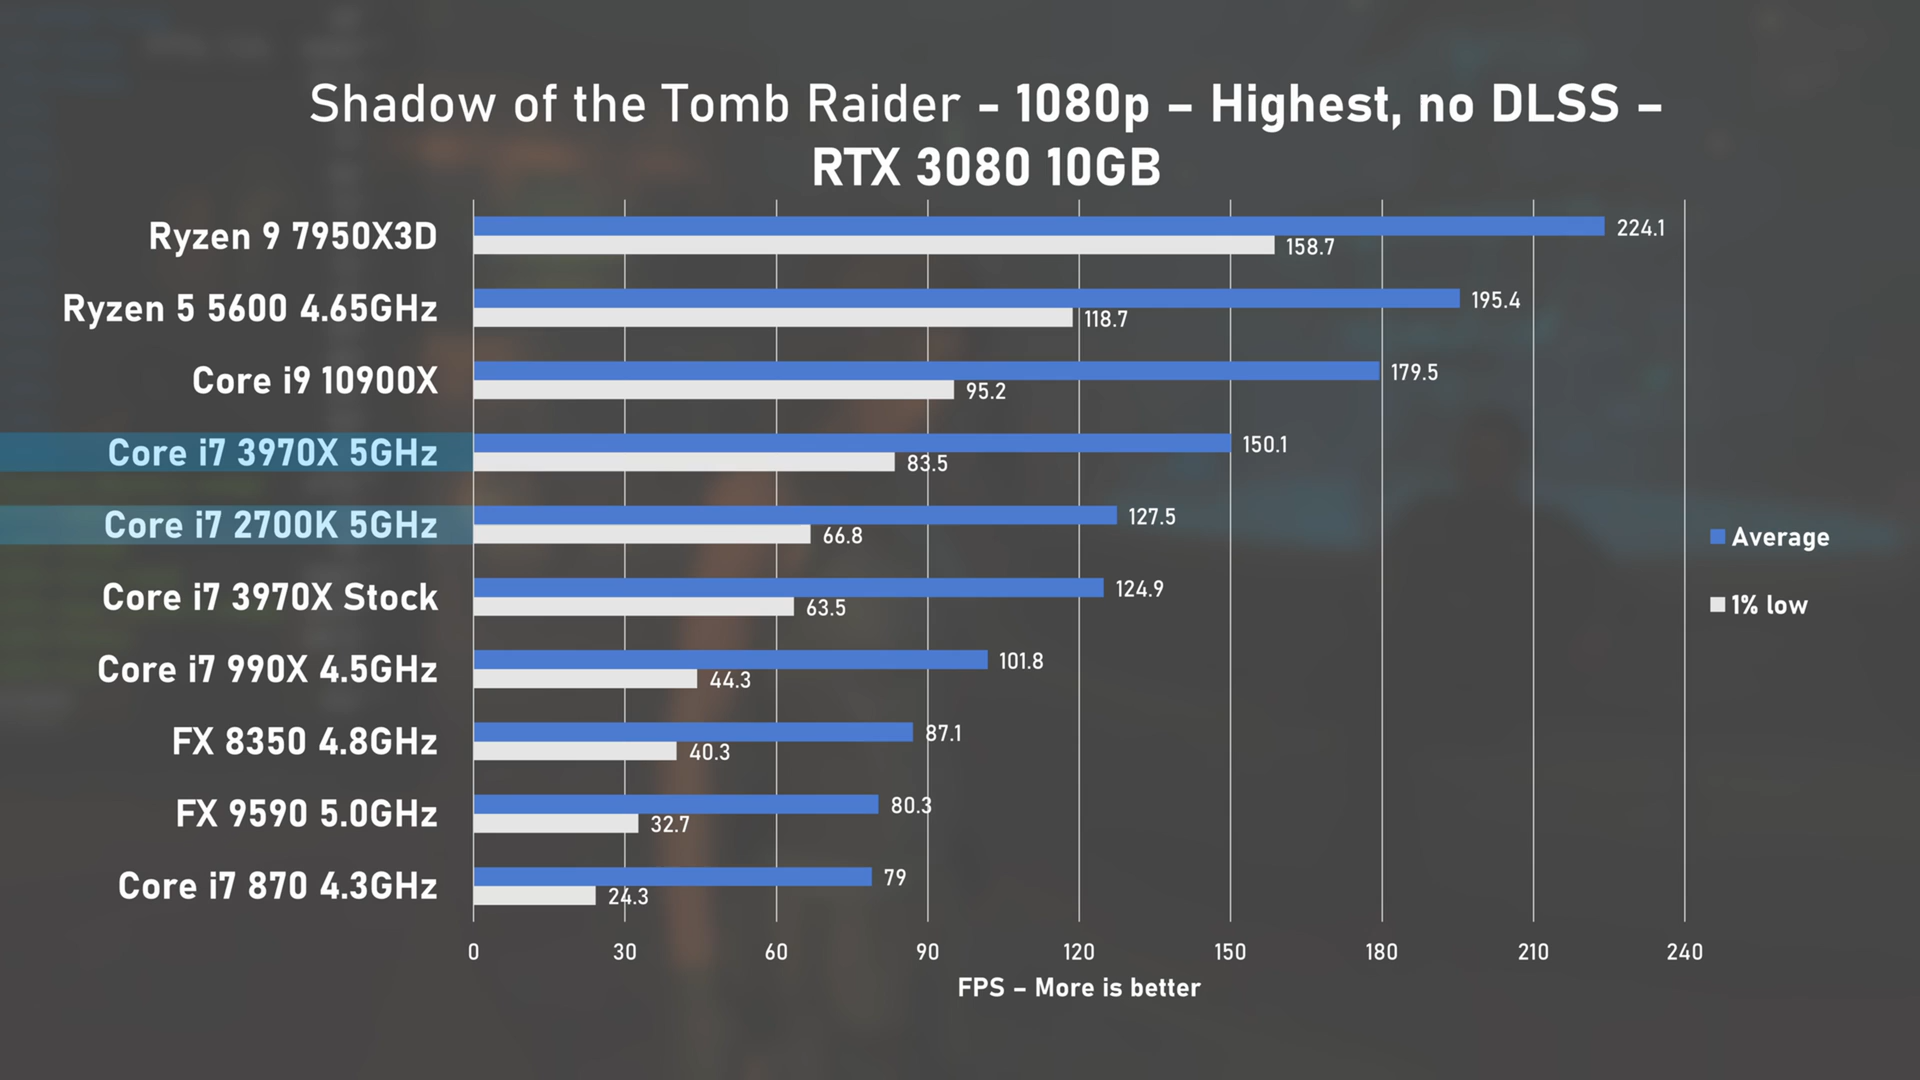 Shadow of the Tomb Raider – 1080p – Highest, no DLSS –
RTX 3080 10GB
Ryzen 9 7950X3D
224.1
158.7
Ryzen 5 5600 4.65GHz
195.4
118.7
Core i9 10900X
179.5
95.2
Core i7 3970X 5GHz
150.1
83.5
Core i7 2700K 5GHz
127.5
66.8
Core i7 3970X Stock
124.9
63.5
Core i7 990X 4.5GHz
101.8
44.3
FX 8350 4.8GHz
87.1
40.3
FX 9590 5.0GHz
80.3
32.7
Core i7 870 4.3GHz
79
24.3
Average
1% low
0 30 60 90 120 150 180 210 240
FPS – More is better